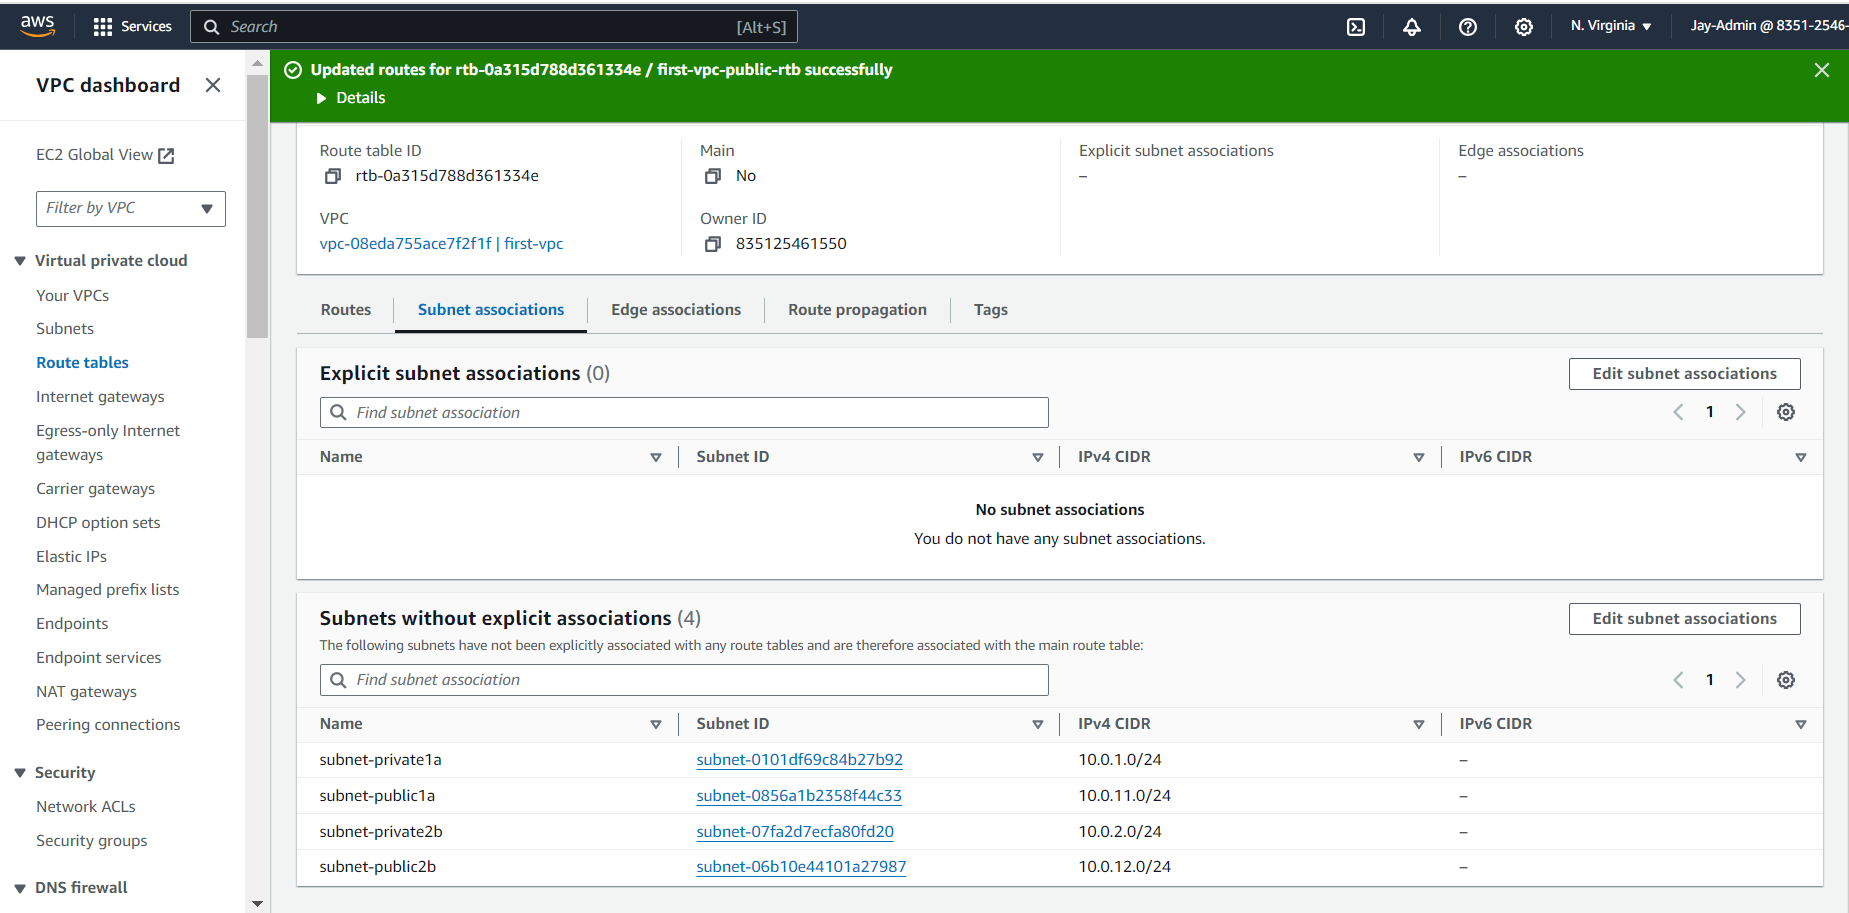 aws
Services
Search
[Alt+S]
N. Virginia
Jay-Admin @ 8351-2546-
VPC dashboard
EC2 Global View
Filter by VPC
Virtual private cloud
Your VPCs
Subnets
Route tables
Internet gateways
Egress-only Internet
gateways
Carrier gateways
DHCP option sets
Elastic IPs
Managed prefix lists
Endpoints
Endpoint services
NAT gateways
Peering connections
Security
Network ACLs
Security groups
DNS firewall
Updated routes for rtb-0a315d788d361334e / first-vpc-public-rtb successfully
Details
Route table ID
rtb-0a315d788d361334e
Main
No
Explicit subnet associations
–
Edge associations
–
VPC
vpc-08eda755ace7f2f1f | first-vpc
Owner ID
835125461550
Routes
Subnet associations
Edge associations
Route propagation
Tags
Explicit subnet associations (0)
Edit subnet associations
Find subnet association
1
Name Subnet ID IPv4 CIDR IPv6 CIDR
No subnet associations
You do not have any subnet associations.
Subnets without explicit associations (4)
Edit subnet associations
The following subnets have not been explicitly associated with any route tables and are therefore associated with the main route table:
Find subnet association
1
Name Subnet ID IPv4 CIDR IPv6 CIDR
subnet-private1a subnet-0101df69c84b27b92 10.0.1.0/24 –
subnet-public1a subnet-0856a1b2358f44c33 10.0.11.0/24 –
subnet-private2b subnet-07fa2d7ecfa80fd20 10.0.2.0/24 –
subnet-public2b subnet-06b10e44101a27987 10.0.12.0/24 –